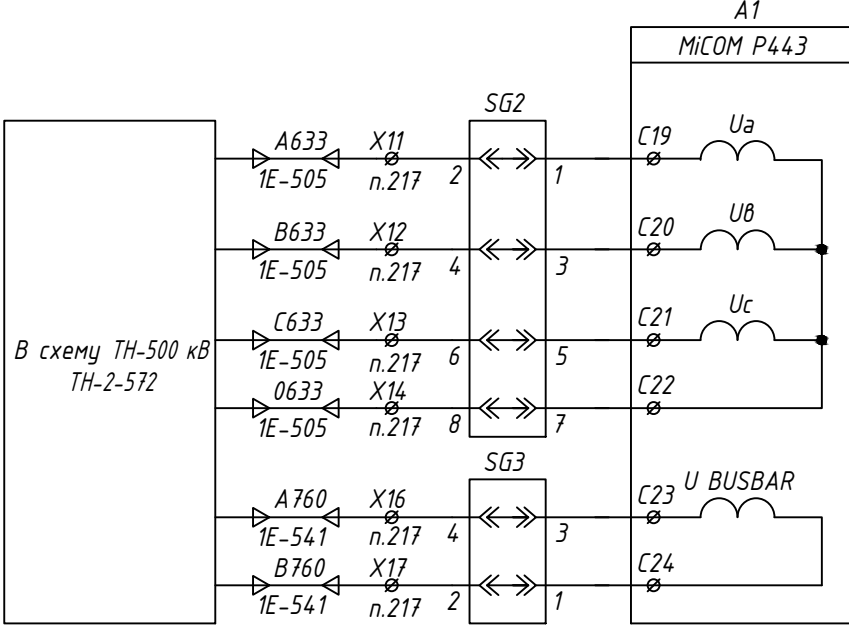 A1
MiCOM P443
SG2
A633 X11 C19 Ua
1E-505 п.217 2 1
B633 X12 C20 Uв
1E-505 п.217 4 3
C633 X13 C21 Uc
1E-505 п.217 6 5
В схему ТН-500 кВ
ТН-2-572
0633 X14 C22
1E-505 п.217 8 7
SG3
A760 X16 C23 U BUSBAR
1E-541 п.217 4 3
B760 X17 C24
1E-541 п.217 2 1